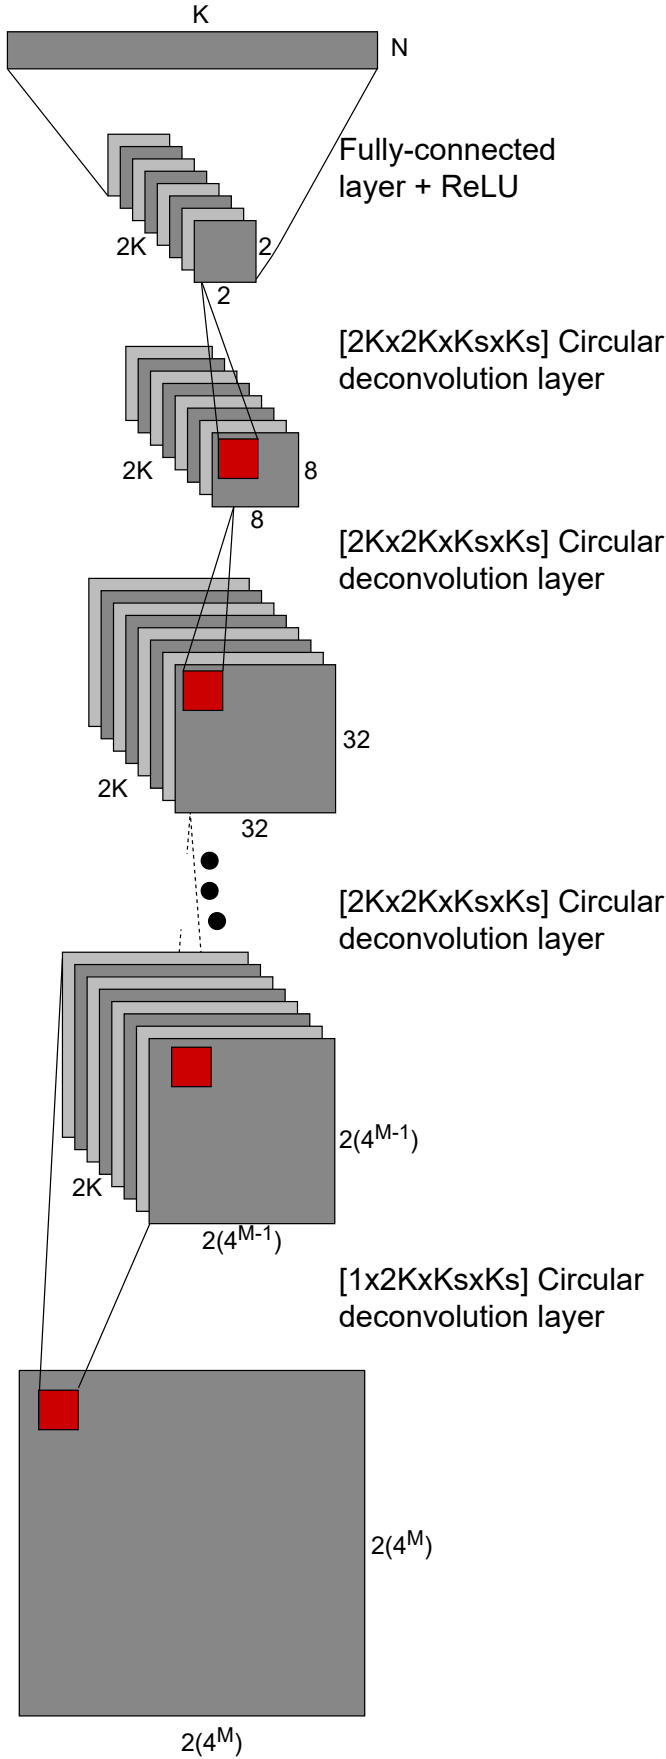 K
N
Fully-connected
layer + ReLU
2K
2
2
[2Kx2KxKsxKs] Circular
deconvolution layer
2K
8
8
[2Kx2KxKsxKs] Circular
deconvolution layer
32
2K
32
[2Kx2KxKsxKs] Circular
deconvolution layer
2(4^M-1)
2K
2(4^M-1)
[1x2KxKsxKs] Circular
deconvolution layer
2(4^M)
2(4^M)